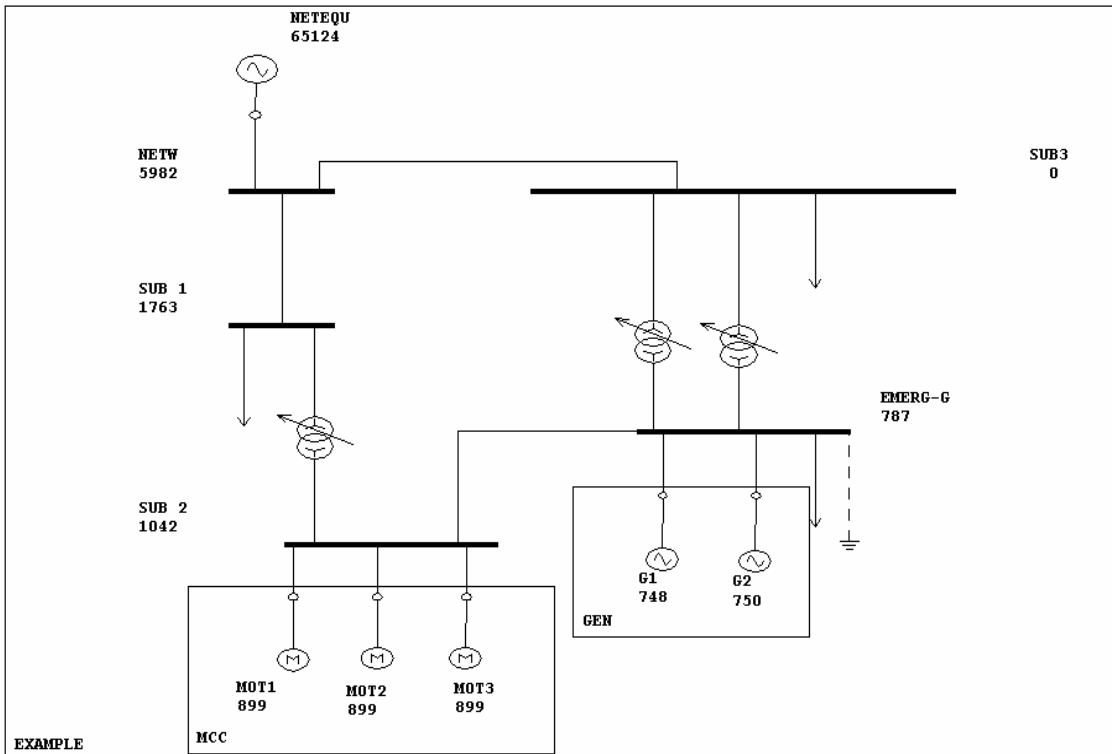 NETEQU
65124
NETW
5982
SUB3
0
SUB 1
1763
EMERG-G
787
SUB 2
1042
G1
748
G2
750
GEN
MOT1
899
MOT2
899
MOT3
899
MCC
EXAMPLE
M
M
M